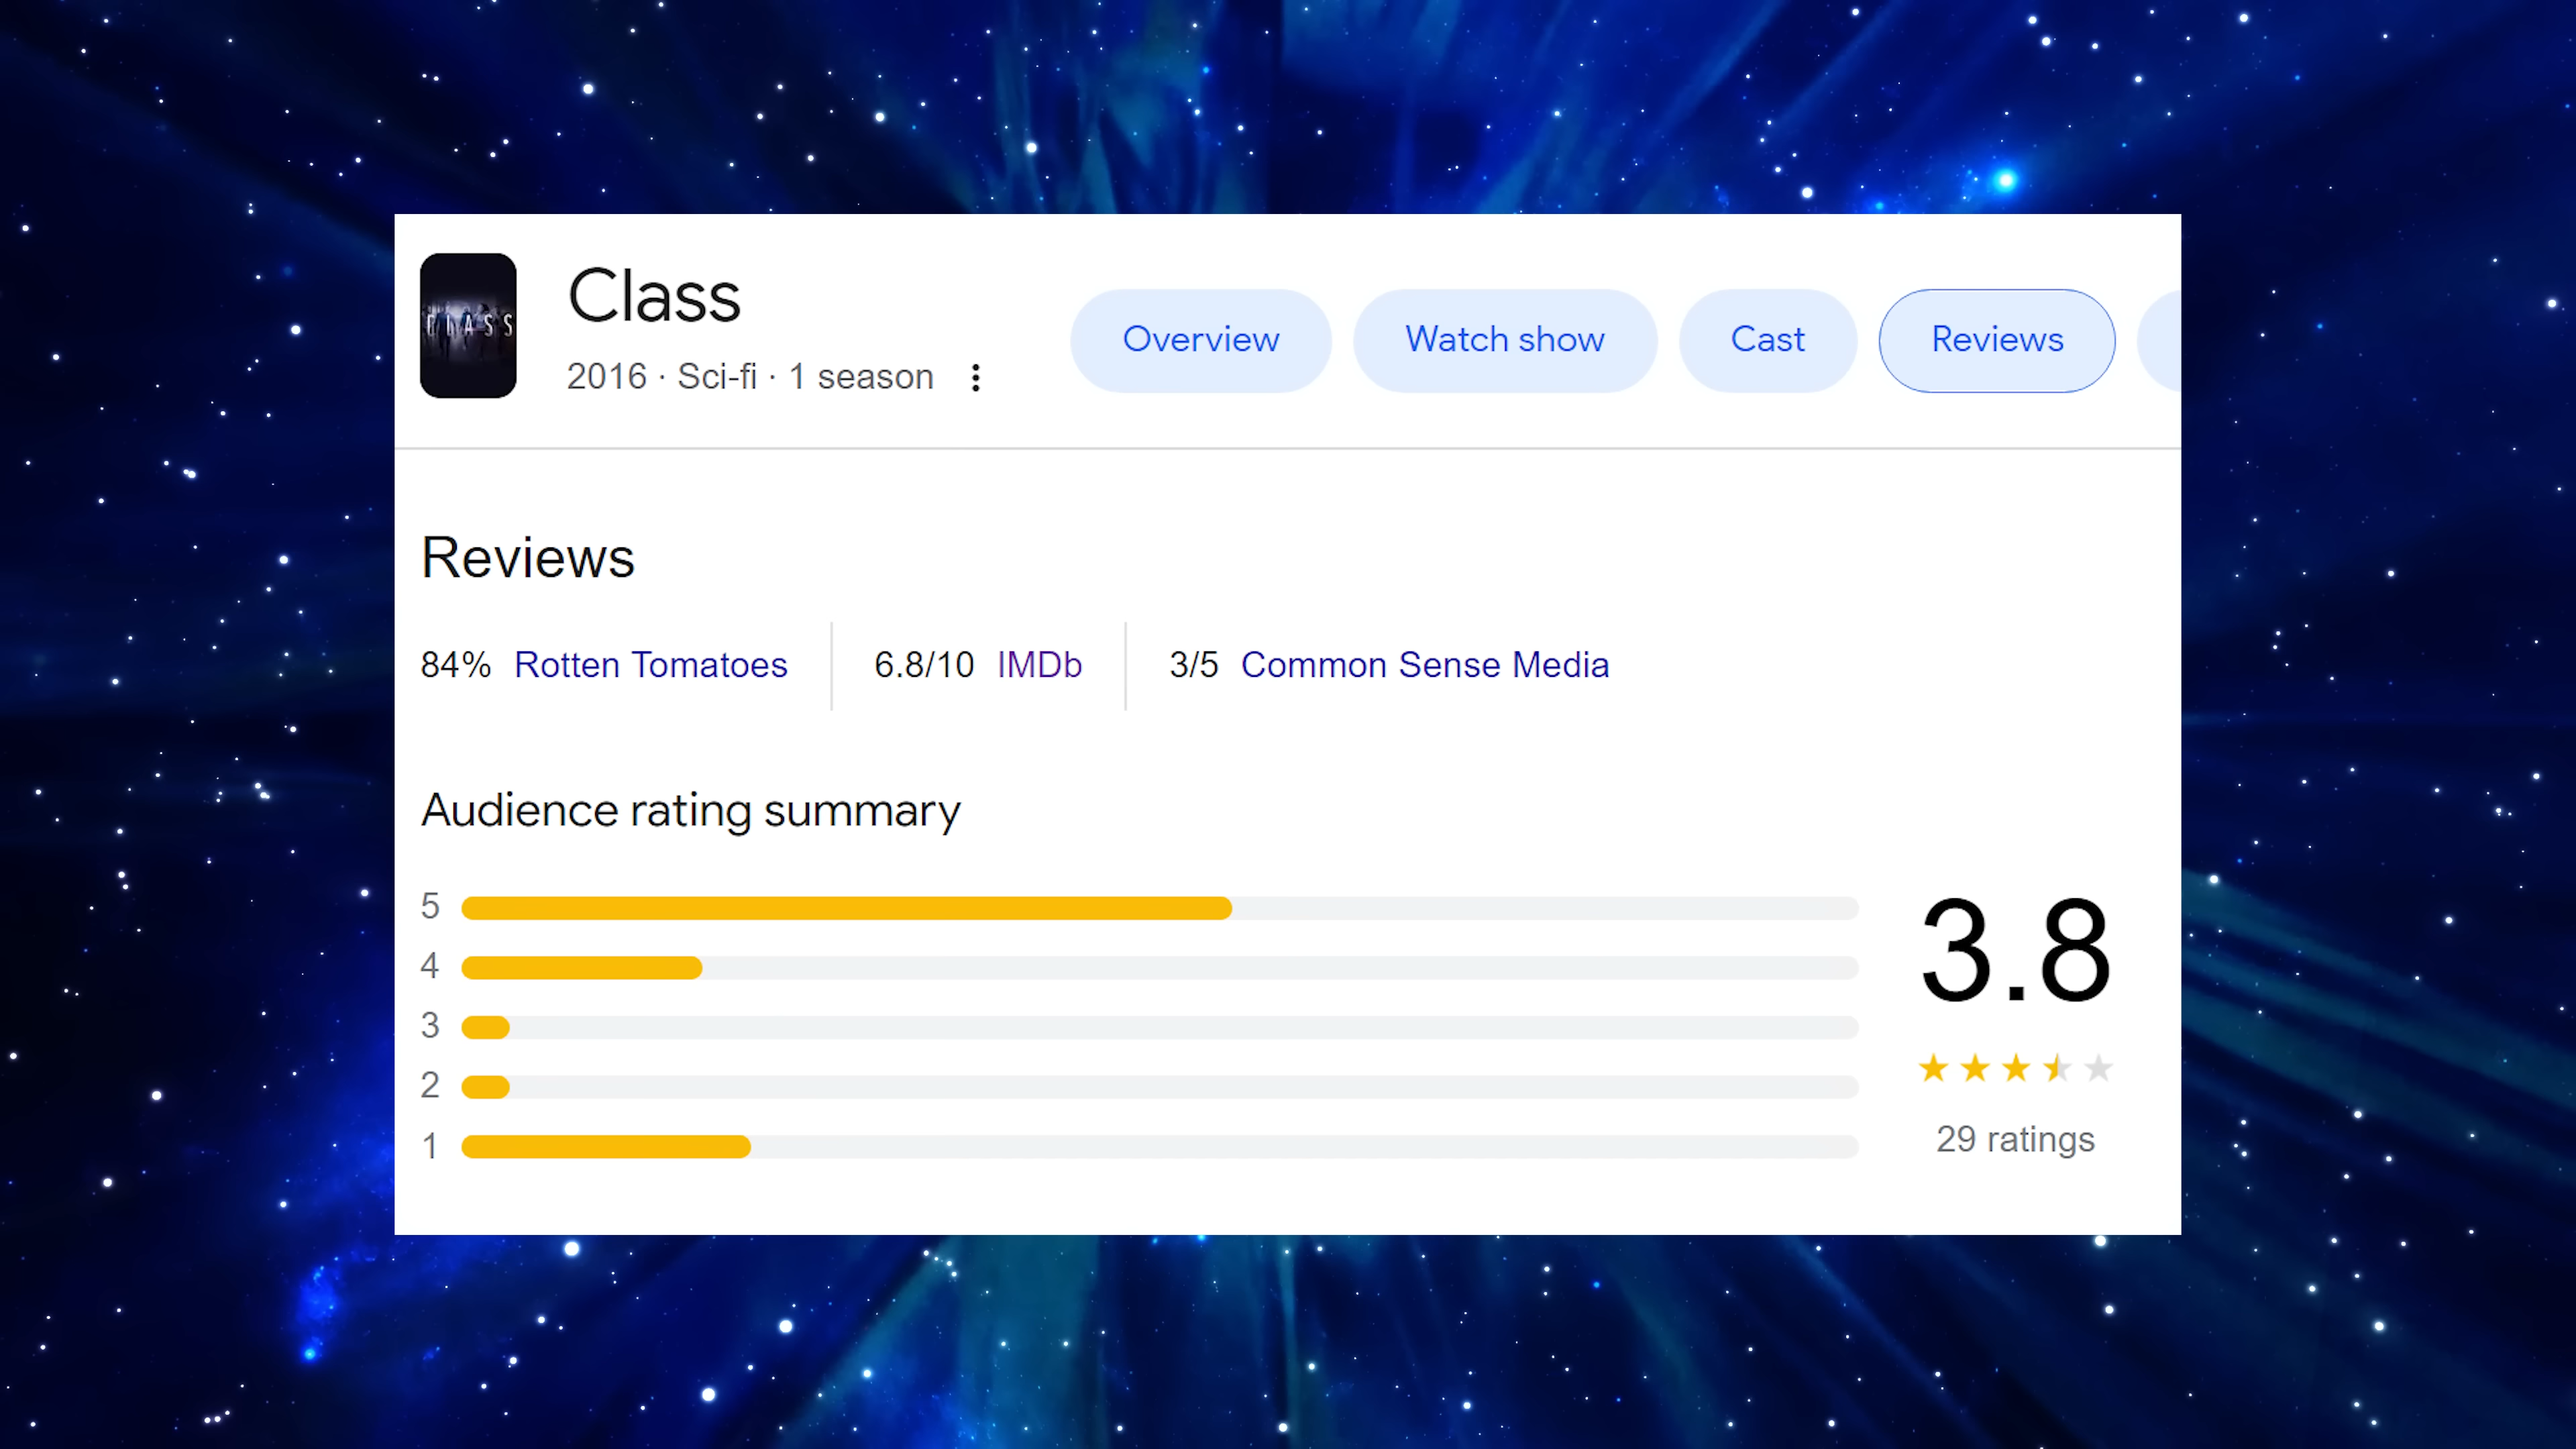 CLASS
Class
2016 · Sci-fi · 1 season
Overview
Watch show
Cast
Reviews
Reviews
84% Rotten Tomatoes
6.8/10 IMDb
3/5 Common Sense Media
Audience rating summary
5
4
3
2
1
3.8
29 ratings